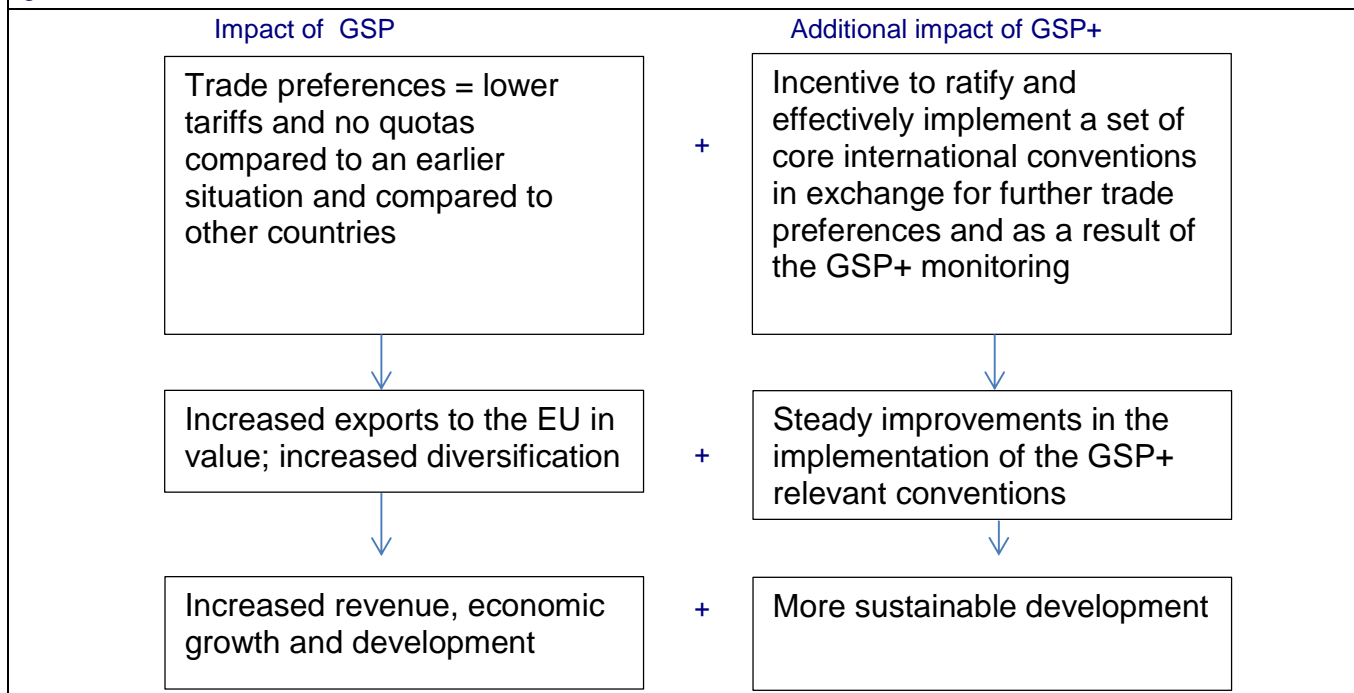 Impact of GSP
Additional impact of GSP+
Trade preferences = lower
tariffs and no quotas
compared to an earlier
situation and compared to
other countries
+
Incentive to ratify and
effectively implement a set of
core international conventions
in exchange for further trade
preferences and as a result of
the GSP+ monitoring
Increased exports to the EU in
value; increased diversification
+
Steady improvements in the
implementation of the GSP+
relevant conventions
Increased revenue, economic
growth and development
+
More sustainable development